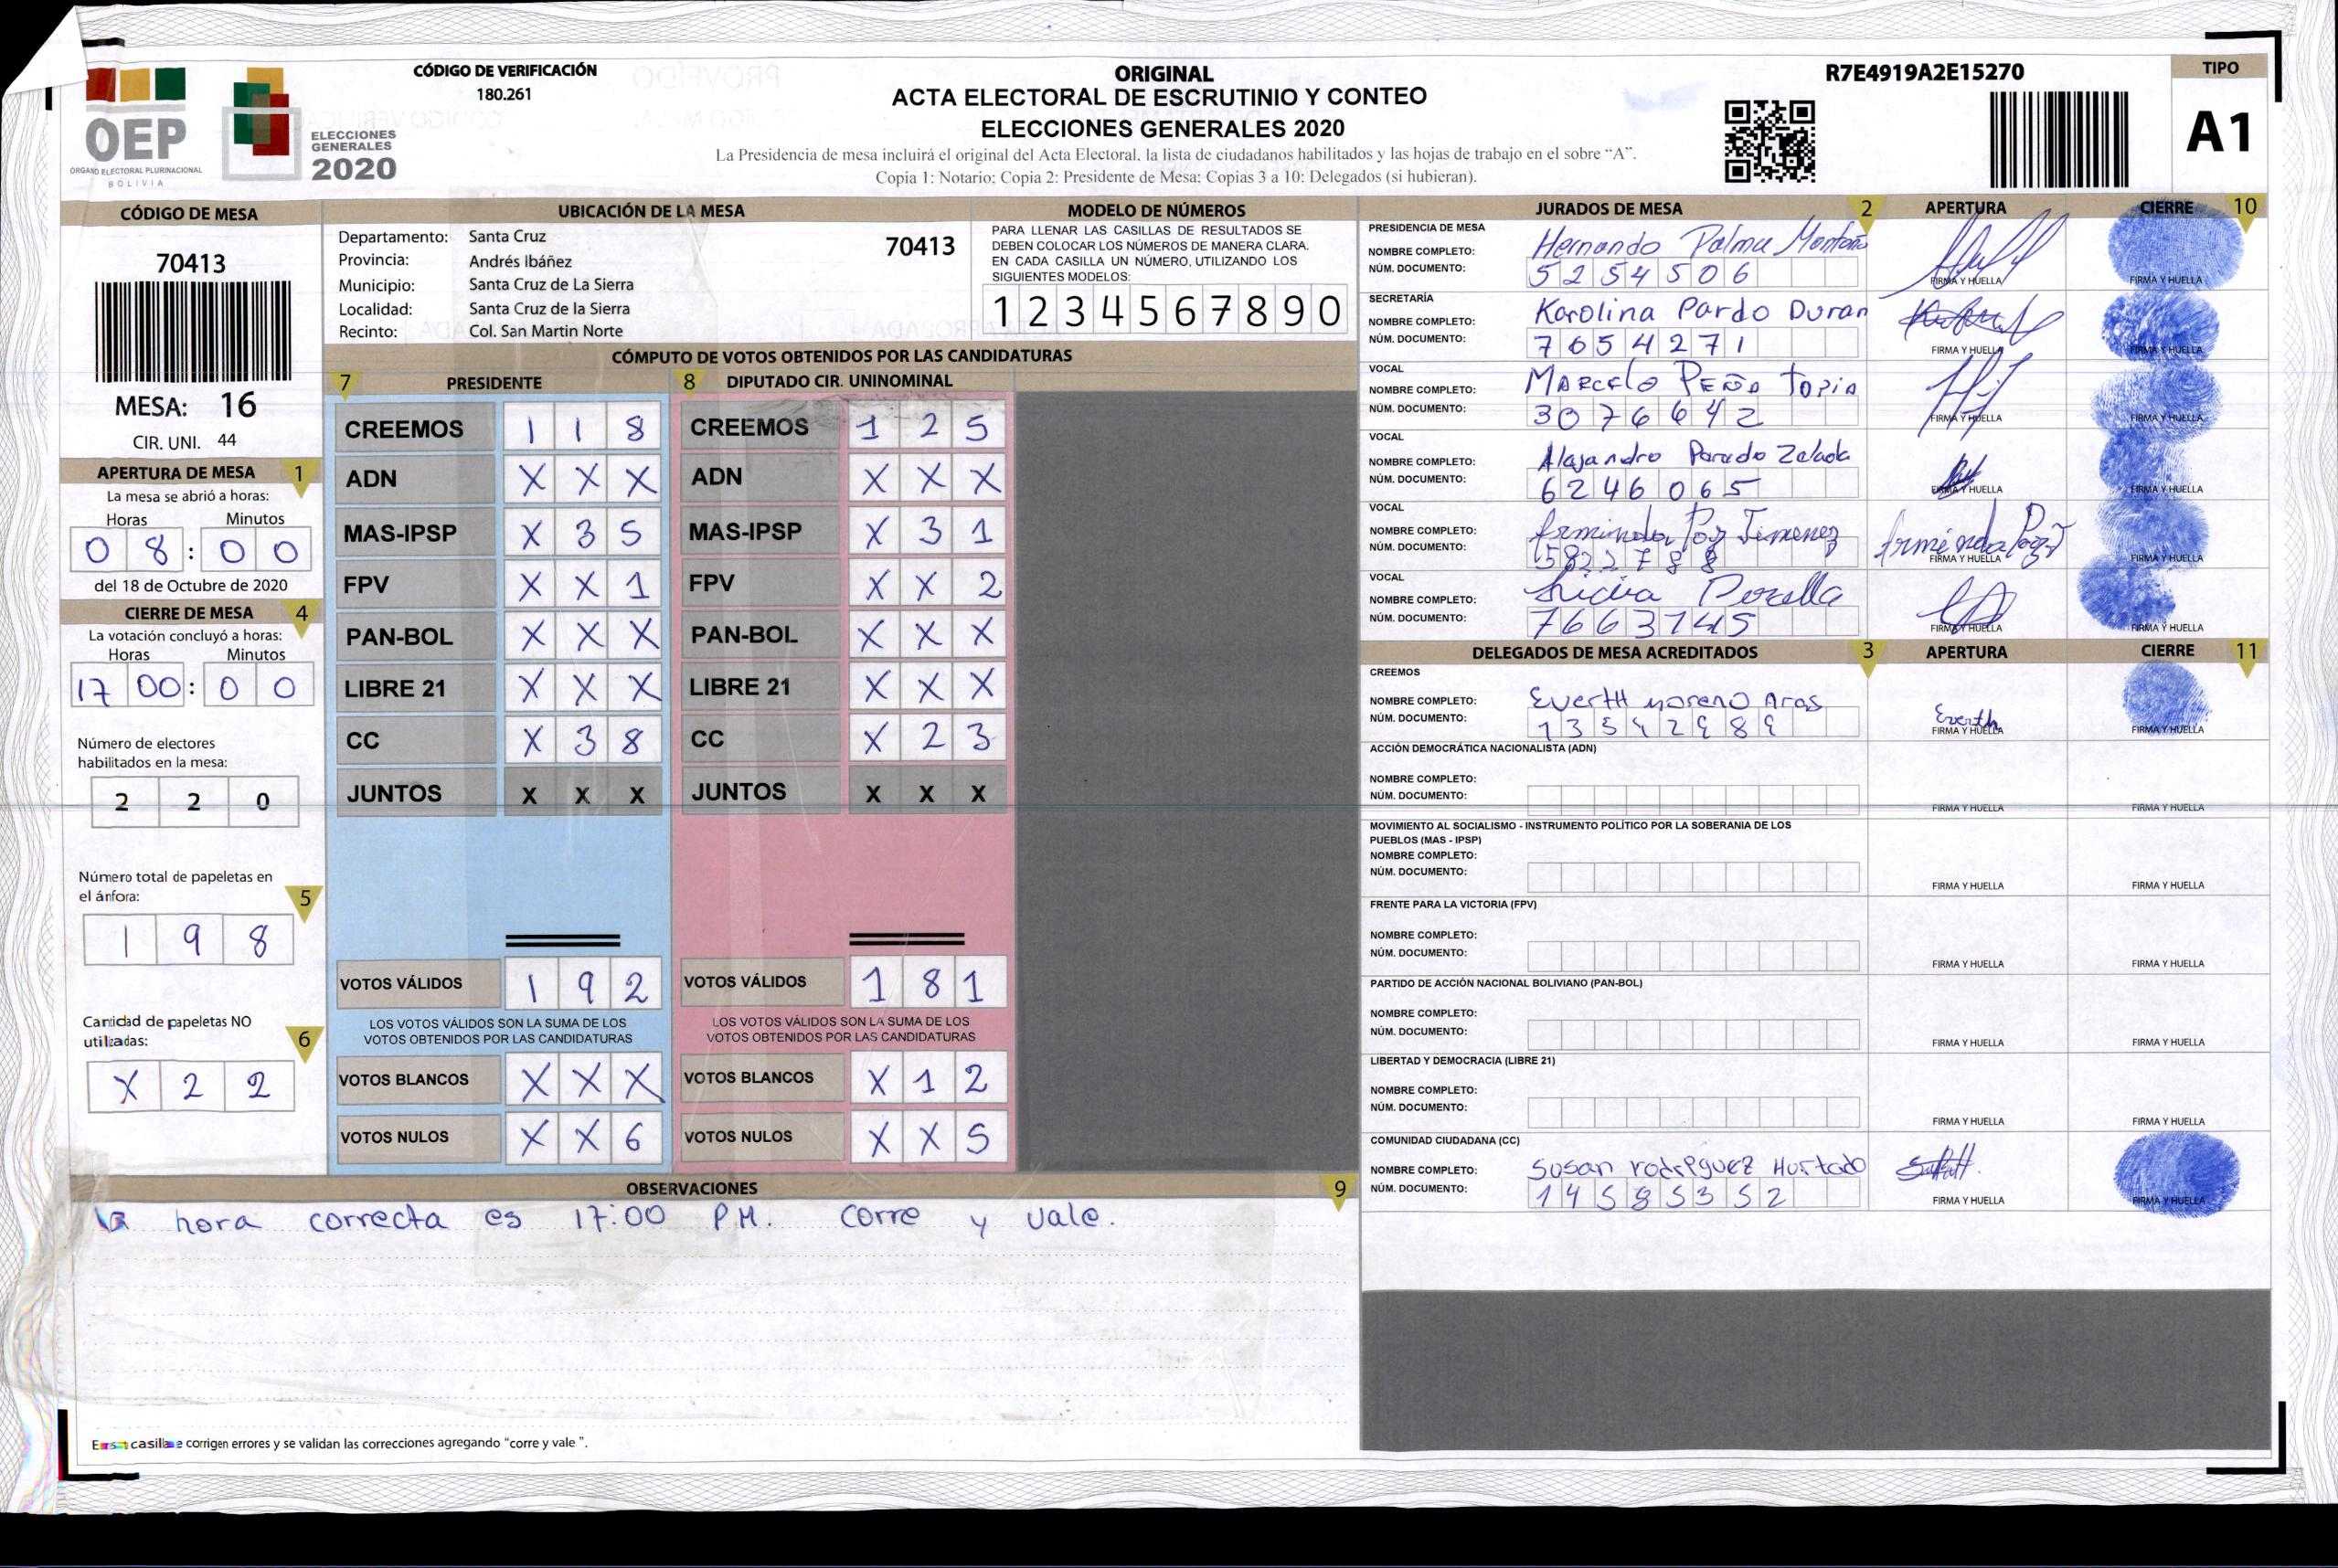 CÓDIGO DE VERIFICACIÓN
180.261
OEP
ÓRGANO ELECTORAL PLURINACIONAL
BOLIVIA
ELECCIONES
GENERALES
2020
ORIGINAL
ACTA ELECTORAL DE ESCRUTINIO Y CONTEO
ELECCIONES GENERALES 2020
La Presidencia de mesa incluirá el original del Acta Electoral, la lista de ciudadanos habilitados y las hojas de trabajo en el sobre “A”.
Copia 1: Notario; Copia 2: Presidente de Mesa; Copias 3 a 10: Delegados (si hubieran).
R7E4919A2E15270
TIPO
A1
CÓDIGO DE MESA
70413
MESA: 16
CIR. UNI. 44
APERTURA DE MESA 1
La mesa se abrió a horas:
Horas Minutos
0 8 : 0 0
del 18 de Octubre de 2020
CIERRE DE MESA 4
La votación concluyó a horas:
Horas Minutos
17 00 : 0 0
Número de electores
habilitados en la mesa:
2 2 0
Número total de papeletas en
el ánfora: 5
1 9 8
Cantidad de papeletas NO
utilizadas: 6
X 2 2
UBICACIÓN DE LA MESA
Departamento: Santa Cruz 70413
Provincia: Andrés Ibáñez
Municipio: Santa Cruz de La Sierra
Localidad: Santa Cruz de la Sierra
Recinto: Col. San Martin Norte
MODELO DE NÚMEROS
PARA LLENAR LAS CASILLAS DE RESULTADOS SE
DEBEN COLOCAR LOS NÚMEROS DE MANERA CLARA.
EN CADA CASILLA UN NÚMERO, UTILIZANDO LOS
SIGUIENTES MODELOS:
1 2 3 4 5 6 7 8 9 0
CÓMPUTO DE VOTOS OBTENIDOS POR LAS CANDIDATURAS
7 PRESIDENTE 8 DIPUTADO CIR. UNINOMINAL
CREEMOS 1 1 8 CREEMOS 1 2 5
ADN X X X ADN X X X
MAS-IPSP X 3 5 MAS-IPSP X 3 1
FPV X X 1 FPV X X 2
PAN-BOL X X X PAN-BOL X X X
LIBRE 21 X X X LIBRE 21 X X X
CC X 3 8 CC X 2 3
JUNTOS X X X JUNTOS X X X
VOTOS VÁLIDOS 1 9 2 VOTOS VÁLIDOS 1 8 1
LOS VOTOS VÁLIDOS SON LA SUMA DE LOS LOS VOTOS VÁLIDOS SON LA SUMA DE LOS
VOTOS OBTENIDOS POR LAS CANDIDATURAS VOTOS OBTENIDOS POR LAS CANDIDATURAS
VOTOS BLANCOS X X X VOTOS BLANCOS X 1 2
VOTOS NULOS X X 6 VOTOS NULOS X X 5
OBSERVACIONES 9
la hora correcta es 17:00 PM. corre y vale.
casilla se corrigen errores y se validan las correcciones agregando “corre y vale ”.
JURADOS DE MESA 2 APERTURA CIERRE 10
PRESIDENCIA DE MESA
NOMBRE COMPLETO: Hernando Palma Montaño
NÚM. DOCUMENTO: 5254506 FIRMA Y HUELLA FIRMA Y HUELLA
SECRETARÍA
NOMBRE COMPLETO: Karolina Pardo Duran
NÚM. DOCUMENTO: 7654271 FIRMA Y HUELLA FIRMA Y HUELLA
VOCAL
NOMBRE COMPLETO: Marcelo Peña Tapia
NÚM. DOCUMENTO: 3076642 FIRMA Y HUELLA FIRMA Y HUELLA
VOCAL
NOMBRE COMPLETO: Alejandro Parado Zelada
NÚM. DOCUMENTO: 6246065 FIRMA Y HUELLA FIRMA Y HUELLA
VOCAL
NOMBRE COMPLETO: Jimenez
NÚM. DOCUMENTO: FIRMA Y HUELLA FIRMA Y HUELLA
VOCAL
NOMBRE COMPLETO:
NÚM. DOCUMENTO: 7663745 FIRMA Y HUELLA FIRMA Y HUELLA
DELEGADOS DE MESA ACREDITADOS 3 APERTURA CIERRE 11
CREEMOS
NOMBRE COMPLETO: Everth moreno Aras
NÚM. DOCUMENTO: Everth FIRMA Y HUELLA FIRMA Y HUELLA
ACCIÓN DEMOCRÁTICA NACIONALISTA (ADN)
NOMBRE COMPLETO:
NÚM. DOCUMENTO: FIRMA Y HUELLA FIRMA Y HUELLA
MOVIMIENTO AL SOCIALISMO - INSTRUMENTO POLÍTICO POR LA SOBERANIA DE LOS
PUEBLOS (MAS - IPSP)
NOMBRE COMPLETO:
NÚM. DOCUMENTO: FIRMA Y HUELLA FIRMA Y HUELLA
FRENTE PARA LA VICTORIA (FPV)
NOMBRE COMPLETO:
NÚM. DOCUMENTO: FIRMA Y HUELLA FIRMA Y HUELLA
PARTIDO DE ACCIÓN NACIONAL BOLIVIANO (PAN-BOL)
NOMBRE COMPLETO:
NÚM. DOCUMENTO: FIRMA Y HUELLA FIRMA Y HUELLA
LIBERTAD Y DEMOCRACIA (LIBRE 21)
NOMBRE COMPLETO:
NÚM. DOCUMENTO: FIRMA Y HUELLA FIRMA Y HUELLA
COMUNIDAD CIUDADANA (CC)
NOMBRE COMPLETO: Susan rodriguez Hurtado
NÚM. DOCUMENTO: 14585352 FIRMA Y HUELLA FIRMA Y HUELLA